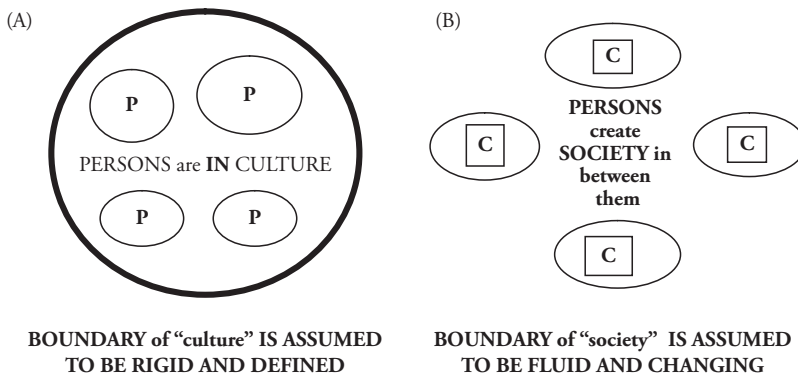 (A)
P
P
PERSONS are IN CULTURE
P
P
BOUNDARY of “culture” IS ASSUMED
TO BE RIGID AND DEFINED
(B)
C
C
PERSONS
create
SOCIETY in
between
them
C
C
BOUNDARY of “society” IS ASSUMED
TO BE FLUID AND CHANGING